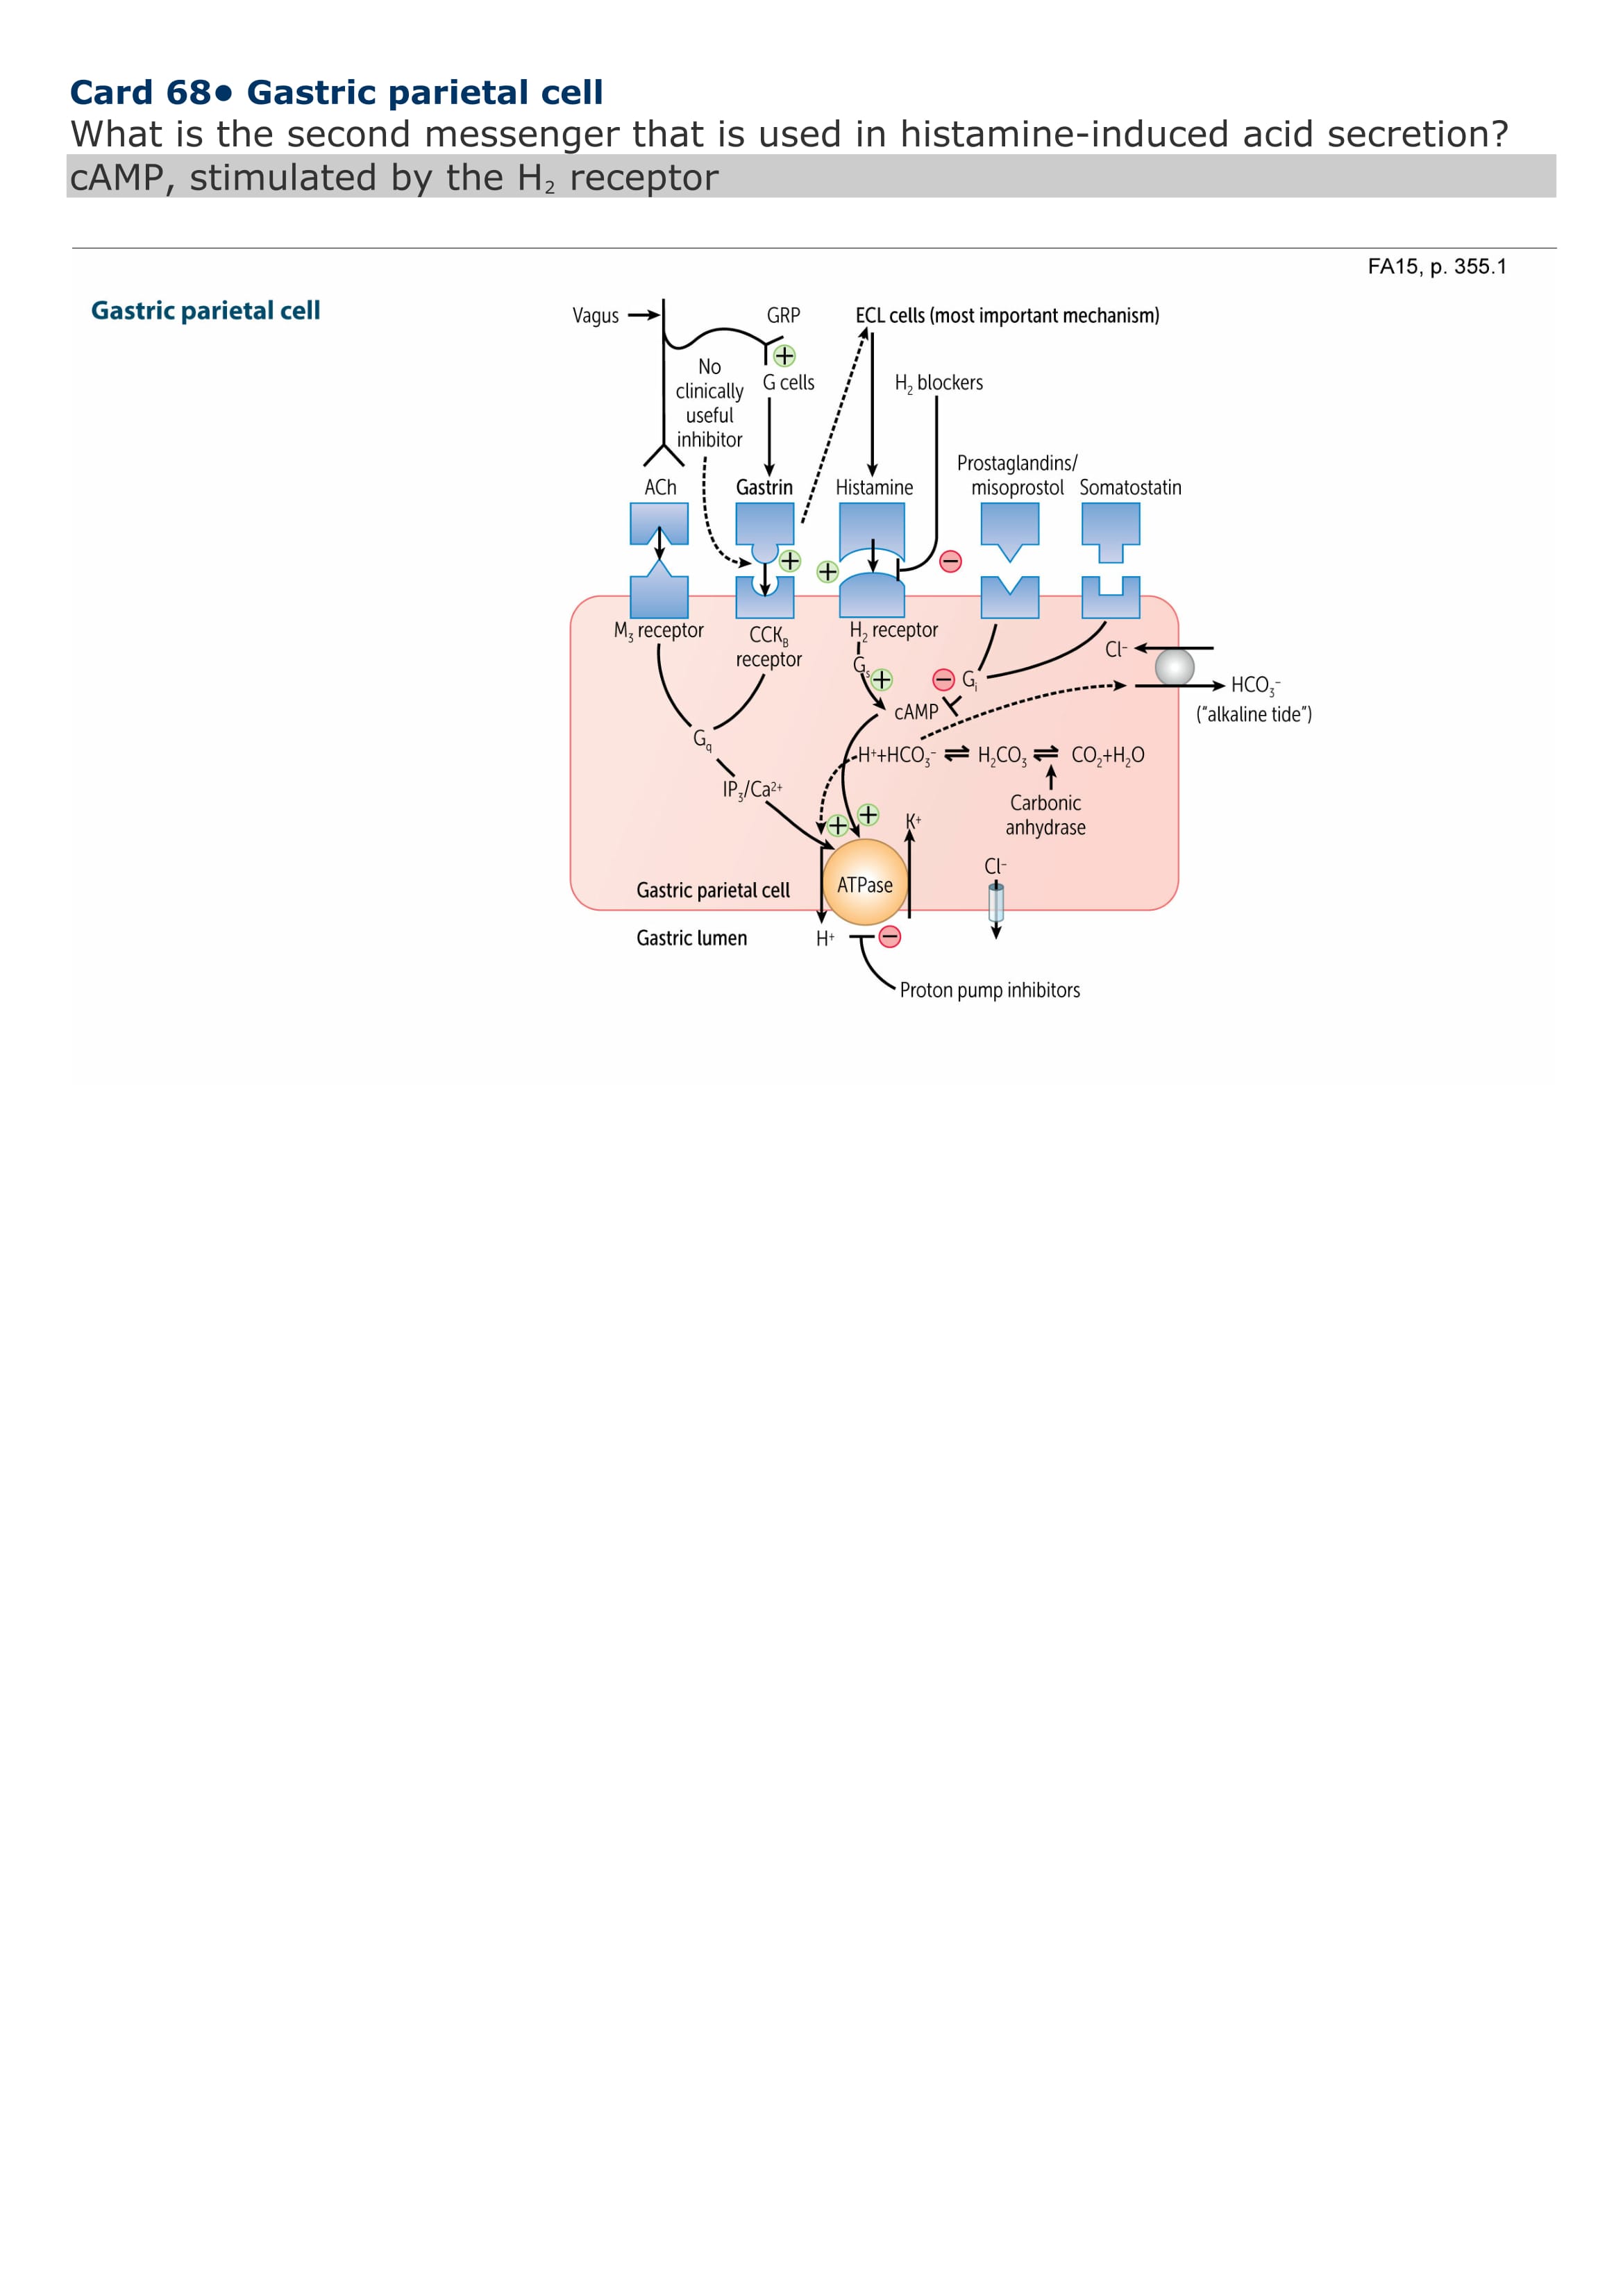 Card 68● Gastric parietal cell
What is the second messenger that is used in histamine-induced acid secretion?
cAMP, stimulated by the H₂ receptor
FA15, p. 355.1
Gastric parietal cell
Vagus
GRP
ECL cells (most important mechanism)
No
clinically
useful
inhibitor
G cells
H₂ blockers
Prostaglandins/
misoprostol
ACh
Gastrin
Histamine
Somatostatin
M₃ receptor
CCK_B
receptor
H₂ receptor
Gₛ
Gᵢ
cAMP
Cl⁻
HCO₃⁻
("alkaline tide")
G_q
IP₃/Ca²⁺
H⁺+HCO₃⁻ ⇌ H₂CO₃ ⇌ CO₂+H₂O
Carbonic
anhydrase
K⁺
Cl⁻
ATPase
Gastric parietal cell
Gastric lumen
H⁺
Proton pump inhibitors